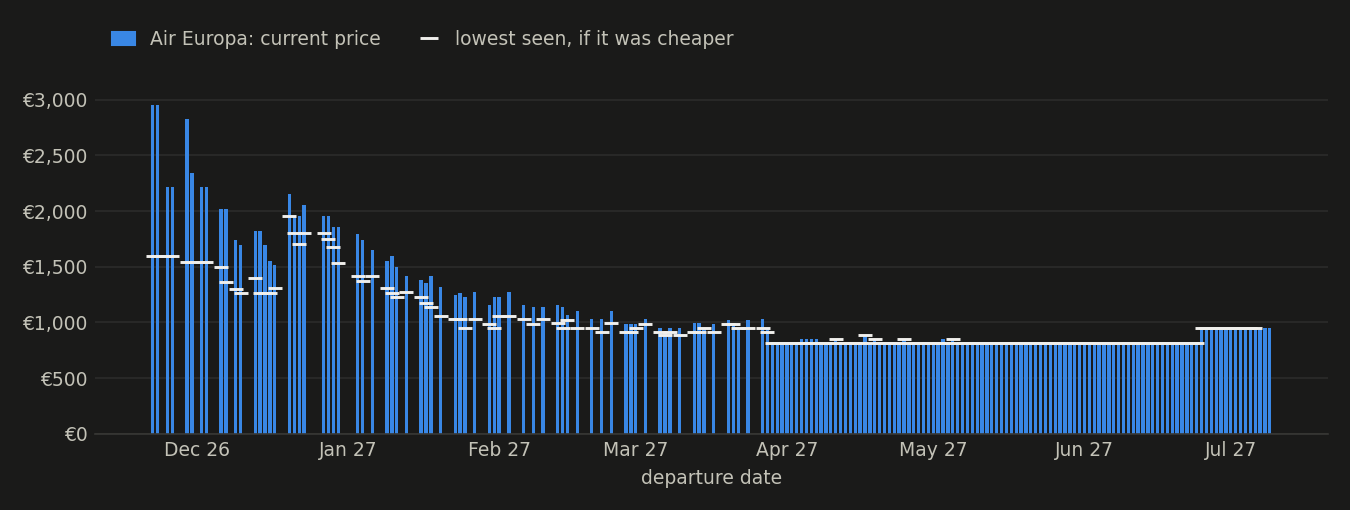 Air Europa: current price
lowest seen, if it was cheaper
€3,000
€2,500
€2,000
€1,500
€1,000
€500
€0
Dec 26 Jan 27 Feb 27 Mar 27 Apr 27 May 27 Jun 27 Jul 27
departure date